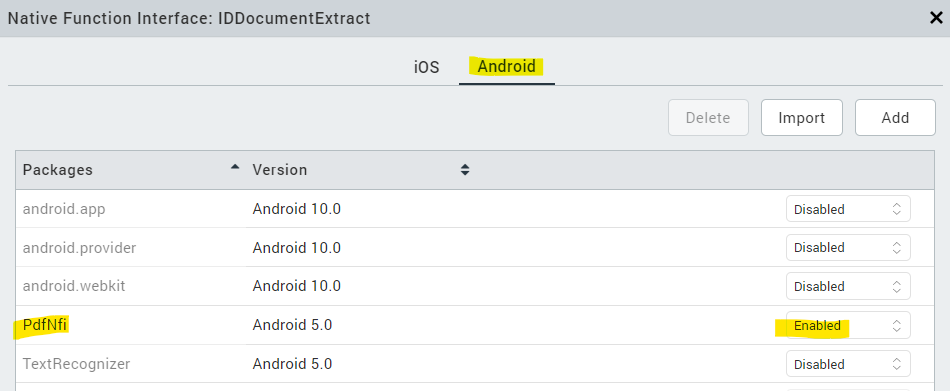 Native Function Interface: IDDocumentExtract
iOS Android
Delete Import Add
Packages Version
android.app Android 10.0 Disabled
android.provider Android 10.0 Disabled
android.webkit Android 10.0 Disabled
PdfNfi Android 5.0 Enabled
TextRecognizer Android 5.0 Disabled